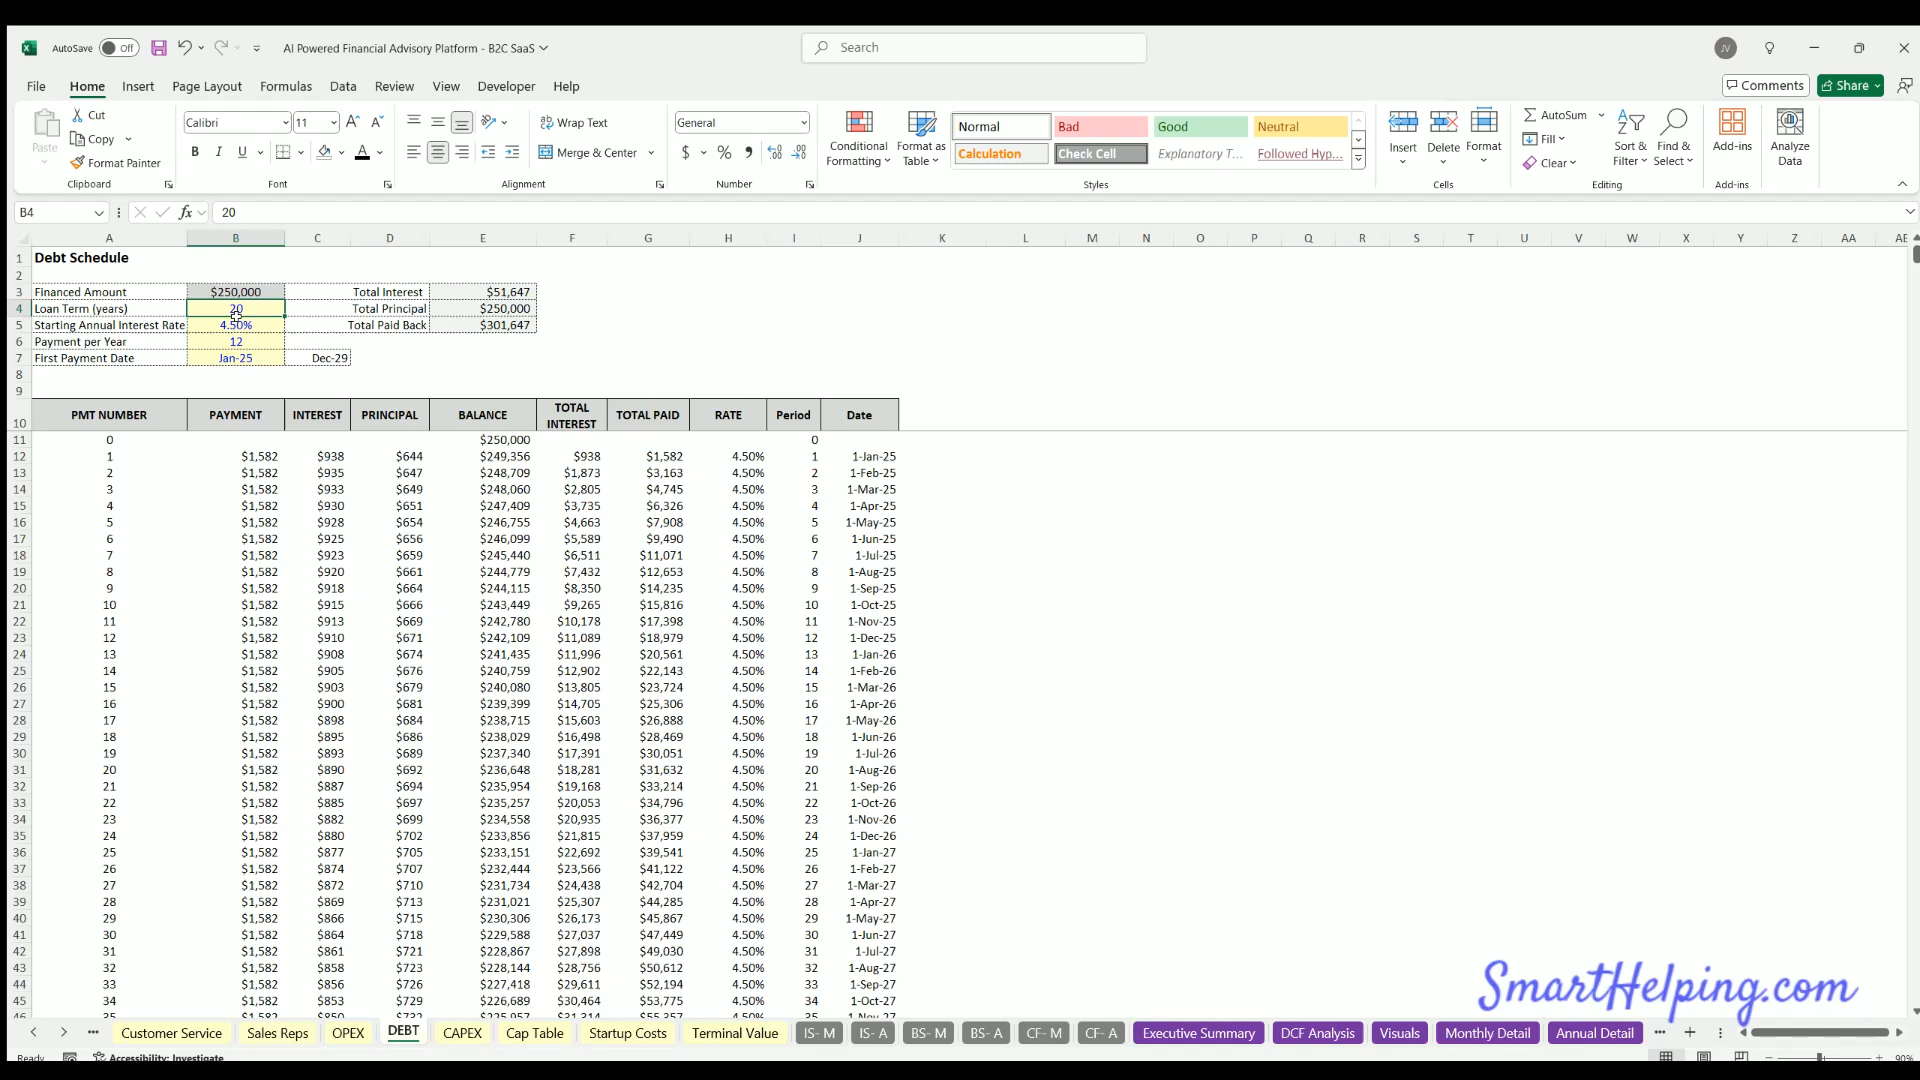 AutoSave Off AI Powered Financial Advisory Platform - B2C SaaS Search JV
File Home Insert Page Layout Formulas Data Review View Developer Help Comments Share
Paste Cut Copy Format Painter Clipboard
Calibri 11 B I U Font
Wrap Text Merge & Center Alignment
General $ % Number
Conditional Formatting Format as Table Normal Bad Good Neutral Calculation Check Cell Explanatory T... Followed Hyp... Styles
Insert Delete Format Cells
AutoSum Fill Clear Sort & Filter Find & Select Editing
Add-ins Add-ins
Analyze Data
B4 fx 20
A B C D E F G H I J K L M N O P Q R S T U V W X Y Z AA AE
1 Debt Schedule
2
3 Financed Amount $250,000 Total Interest $51,647
4 Loan Term (years) 20 Total Principal $250,000
5 Starting Annual Interest Rate 4.50% Total Paid Back $301,647
6 Payment per Year 12
7 First Payment Date Jan-25 Dec-29
8
9
10 PMT NUMBER PAYMENT INTEREST PRINCIPAL BALANCE TOTAL INTEREST TOTAL PAID RATE Period Date
11 0 $250,000 0
12 1 $1,582 $938 $644 $249,356 $938 $1,582 4.50% 1 1-Jan-25
13 2 $1,582 $935 $647 $248,709 $1,873 $3,163 4.50% 2 1-Feb-25
14 3 $1,582 $933 $649 $248,060 $2,805 $4,745 4.50% 3 1-Mar-25
15 4 $1,582 $930 $651 $247,409 $3,735 $6,326 4.50% 4 1-Apr-25
16 5 $1,582 $928 $654 $246,755 $4,663 $7,908 4.50% 5 1-May-25
17 6 $1,582 $925 $656 $246,099 $5,589 $9,490 4.50% 6 1-Jun-25
18 7 $1,582 $923 $659 $245,440 $6,511 $11,071 4.50% 7 1-Jul-25
19 8 $1,582 $920 $661 $244,779 $7,432 $12,653 4.50% 8 1-Aug-25
20 9 $1,582 $918 $664 $244,115 $8,350 $14,235 4.50% 9 1-Sep-25
21 10 $1,582 $915 $666 $243,449 $9,265 $15,816 4.50% 10 1-Oct-25
22 11 $1,582 $913 $669 $242,780 $10,178 $17,398 4.50% 11 1-Nov-25
23 12 $1,582 $910 $671 $242,109 $11,089 $18,979 4.50% 12 1-Dec-25
24 13 $1,582 $908 $674 $241,435 $11,996 $20,561 4.50% 13 1-Jan-26
25 14 $1,582 $905 $676 $240,759 $12,902 $22,143 4.50% 14 1-Feb-26
26 15 $1,582 $903 $679 $240,080 $13,805 $23,724 4.50% 15 1-Mar-26
27 16 $1,582 $900 $681 $239,399 $14,705 $25,306 4.50% 16 1-Apr-26
28 17 $1,582 $898 $684 $238,715 $15,603 $26,888 4.50% 17 1-May-26
29 18 $1,582 $895 $686 $238,029 $16,498 $28,469 4.50% 18 1-Jun-26
30 19 $1,582 $893 $689 $237,340 $17,391 $30,051 4.50% 19 1-Jul-26
31 20 $1,582 $890 $692 $236,648 $18,281 $31,632 4.50% 20 1-Aug-26
32 21 $1,582 $887 $694 $235,954 $19,168 $33,214 4.50% 21 1-Sep-26
33 22 $1,582 $885 $697 $235,257 $20,053 $34,796 4.50% 22 1-Oct-26
34 23 $1,582 $882 $699 $234,558 $20,935 $36,377 4.50% 23 1-Nov-26
35 24 $1,582 $880 $702 $233,856 $21,815 $37,959 4.50% 24 1-Dec-26
36 25 $1,582 $877 $705 $233,151 $22,692 $39,541 4.50% 25 1-Jan-27
37 26 $1,582 $874 $707 $232,444 $23,566 $41,122 4.50% 26 1-Feb-27
38 27 $1,582 $872 $710 $231,734 $24,438 $42,704 4.50% 27 1-Mar-27
39 28 $1,582 $869 $713 $231,021 $25,307 $44,285 4.50% 28 1-Apr-27
40 29 $1,582 $866 $715 $230,306 $26,173 $45,867 4.50% 29 1-May-27
41 30 $1,582 $864 $718 $229,588 $27,037 $47,449 4.50% 30 1-Jun-27
42 31 $1,582 $861 $721 $228,867 $27,898 $49,030 4.50% 31 1-Jul-27
43 32 $1,582 $858 $723 $228,144 $28,756 $50,612 4.50% 32 1-Aug-27
44 33 $1,582 $856 $726 $227,418 $29,611 $52,194 4.50% 33 1-Sep-27
45 34 $1,582 $853 $729 $226,689 $30,464 $53,775 4.50% 34 1-Oct-27
SmartHelping.com
Customer Service Sales Reps OPEX DEBT CAPEX Cap Table Startup Costs Terminal Value IS- M IS- A BS- M BS- A CF- M CF- A Executive Summary DCF Analysis Visuals Monthly Detail Annual Detail
Ready Accessibility: Investigate 90%